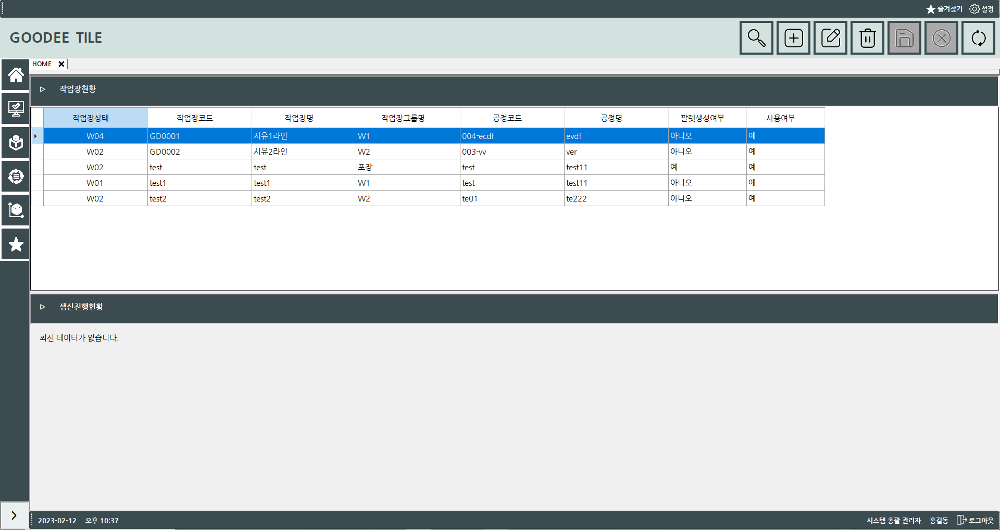 즐겨찾기 설정
GOODEE TILE
HOME
작업장현황
작업장상태 작업장코드 작업장명 작업장그룹명 공정코드 공정명 팔렛생성여부 사용여부
W04 GD0001 시유1라인 W1 004-ecdf evdf 아니오 예
W02 GD0002 시유2라인 W2 003-vv ver 아니오 예
W02 test test 포장 test test11 예 예
W01 test1 test1 W1 test test11 아니오 예
W02 test2 test2 W2 te01 te222 아니오 예
생산진행현황
최신 데이터가 없습니다.
2023-02-12 오후 10:37 시스템 총괄 관리자 홍길동 로그아웃